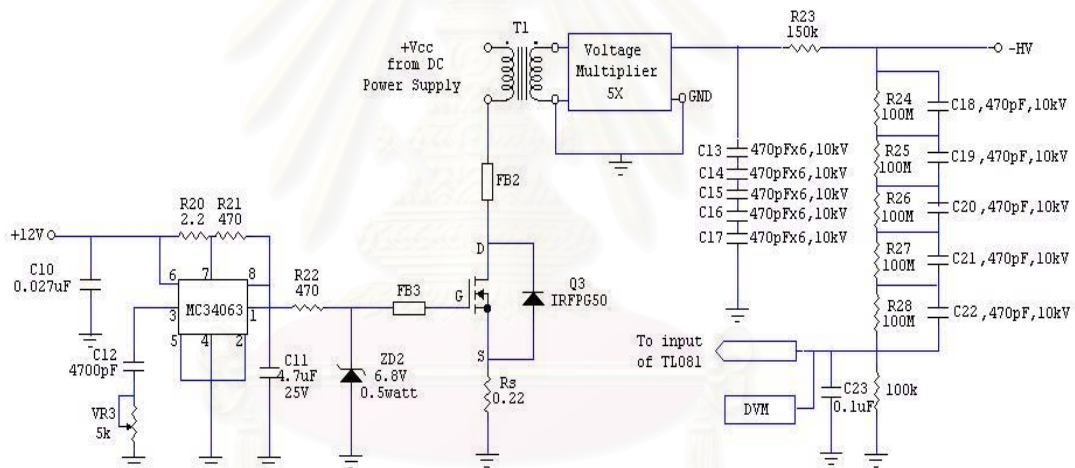 T1
+Vcc
from DC
Power Supply
Voltage
Multiplier
5X
GND
R23
150k
-HV
R24
100M
C18,470pF,10kV
R25
100M
C19,470pF,10kV
R26
100M
C20,470pF,10kV
R27
100M
C21,470pF,10kV
R28
100M
C22,470pF,10kV
C13
470pFx6,10kV
C14
470pFx6,10kV
C15
470pFx6,10kV
C16
470pFx6,10kV
C17
470pFx6,10kV
FB2
R20
2.2
R21
470
+12V
C10
0.027uF
6
7
8
MC34063
3
1
5
4
2
R22
470
FB3
D
G
S
Q3
IRFPG50
C12
4700pF
VR3
5k
C11
4.7uF
25V
ZD2
6.8V
0.5watt
Rs
0.22
To input
of TL081
DVM
C23
0.1uF
100k